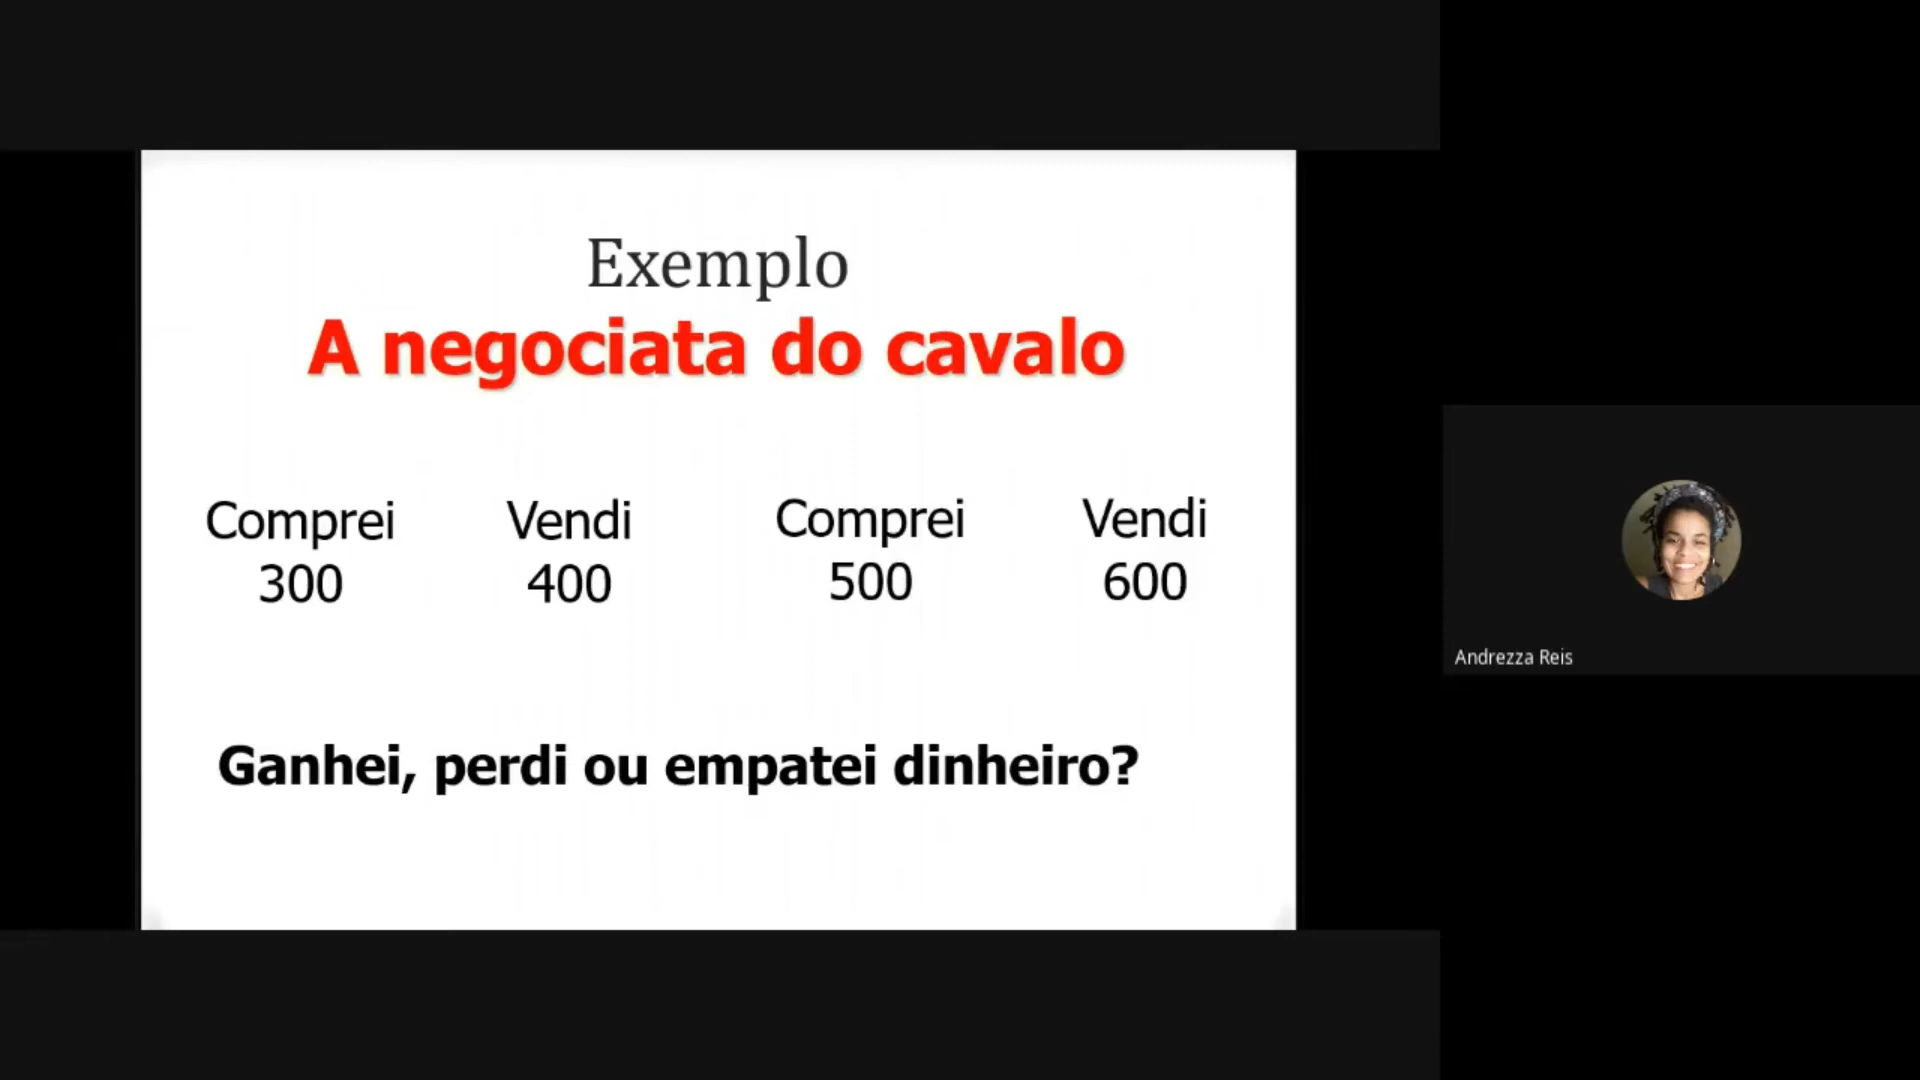 Exemplo
A negociata do cavalo
Comprei Vendi Comprei Vendi
300 400 500 600
Ganhei, perdi ou empatei dinheiro?
Andrezza Reis